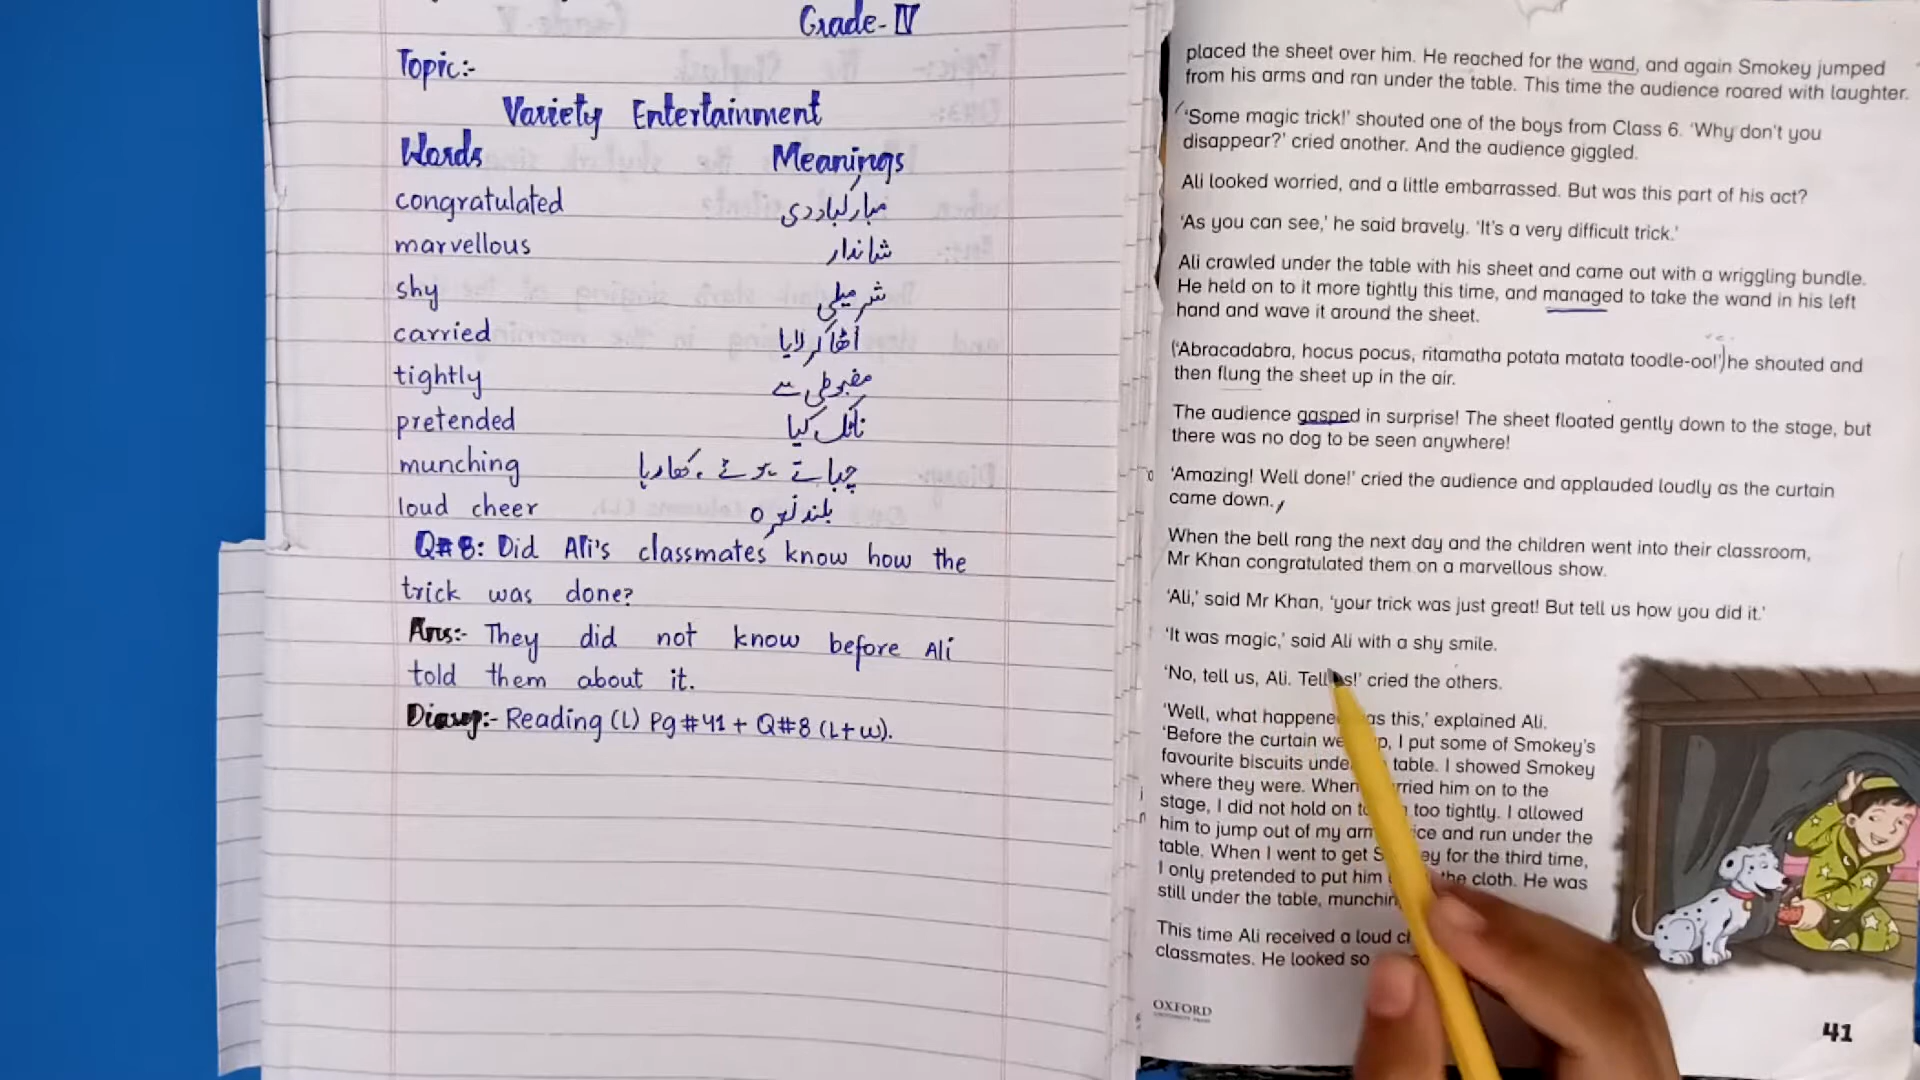 Grade-IV
Topic:-
Variety Entertainment
Words Meanings
congratulated مبارکباد دی
marvellous شاندار
shy شرمیلی
carried اُٹھا کر لایا
tightly مضبوطی سے
pretended ناٹک کیا
munching چباتے ہوئے ، کھا رہا
loud cheer بلند نعرہ
Q#8: Did Ali's classmates know how the
trick was done?
Ans:- They did not know before Ali
told them about it.
Diary:- Reading (L) Pg#41 + Q#8 (L+W).
placed the sheet over him. He reached for the wand, and again Smokey jumped
from his arms and ran under the table. This time the audience roared with laughter.
'Some magic trick!' shouted one of the boys from Class 6. 'Why don't you
disappear?' cried another. And the audience giggled.
Ali looked worried, and a little embarrassed. But was this part of his act?
'As you can see,' he said bravely. 'It's a very difficult trick.'
Ali crawled under the table with his sheet and came out with a wriggling bundle.
He held on to it more tightly this time, and managed to take the wand in his left
hand and wave it around the sheet.
('Abracadabra, hocus pocus, ritamatha potata matata toodle-oo!') he shouted and
then flung the sheet up in the air.
The audience gasped in surprise! The sheet floated gently down to the stage, but
there was no dog to be seen anywhere!
'Amazing! Well done!' cried the audience and applauded loudly as the curtain
came down.
When the bell rang the next day and the children went into their classroom,
Mr Khan congratulated them on a marvellous show.
'Ali,' said Mr Khan, 'your trick was just great! But tell us how you did it.'
'It was magic,' said Ali with a shy smile.
'No, tell us, Ali. Tell us!' cried the others.
'Well, what happened was this,' explained Ali.
'Before the curtain went up, I put some of Smokey's
favourite biscuits under table. I showed Smokey
where they were. When carried him on to the
stage, I did not hold on to too tightly. I allowed
him to jump out of my arms and run under the
table. When I went to get Smokey for the third time,
I only pretended to put him the cloth. He was
still under the table, munching
This time Ali received a loud
classmates. He looked so
OXFORD
UNIVERSITY PRESS
41